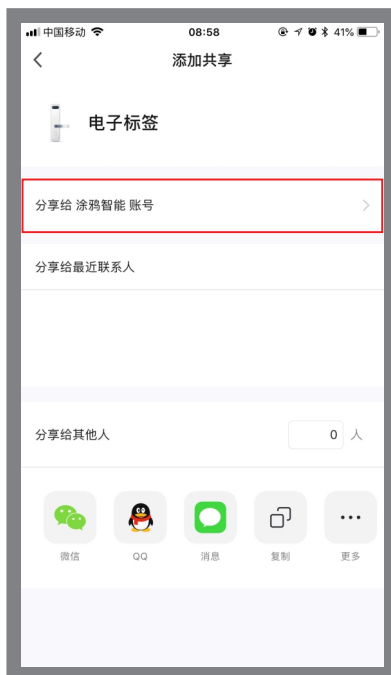 中国移动 08:58 41%
添加共享
电子标签
分享给 涂鸦智能 账号
分享给最近联系人
分享给其他人 0 人
微信 QQ 消息 复制 更多